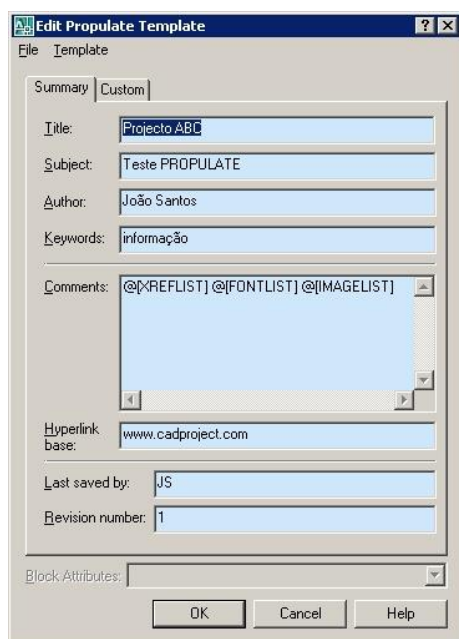 Edit Propulate Template
File Template
Summary Custom
Title: Projecto ABC
Subject: Teste PROPULATE
Author: João Santos
Keywords: informação
Comments: @[XREFLIST] @[FONTLIST] @[IMAGELIST]
Hyperlink base: www.cadproject.com
Last saved by: JS
Revision number: 1
Block Attributes:
OK Cancel Help